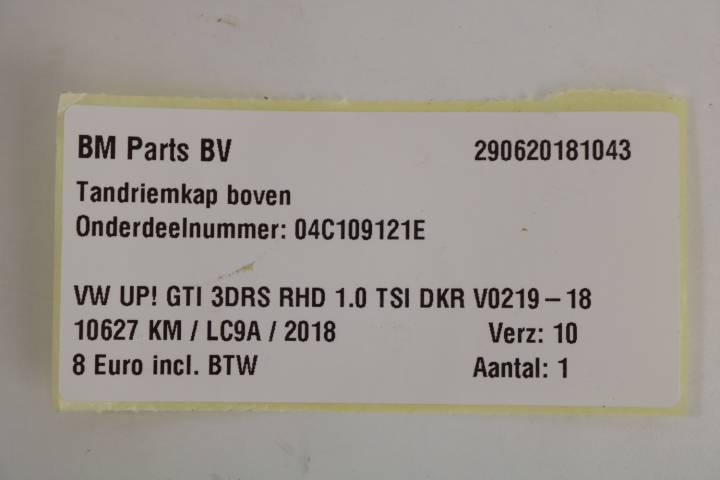 BM Parts BV 290620181043
Tandriemkap boven
Onderdeelnummer: 04C109121E
VW UP! GTI 3DRS RHD 1.0 TSI DKR V0219-18
10627 KM / LC9A / 2018 Verz: 10
8 Euro incl. BTW Aantal: 1